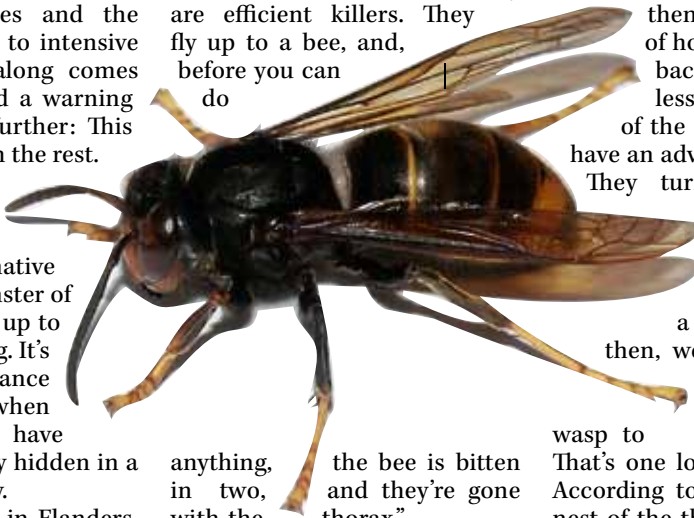 es and the
to intensive
along comes
d a warning
urther: This
n the rest.
native
nster of
up to
g. It's
ance
when
have
y hidden in a
y.
in Flanders
are efficient killers. They
fly up to a bee, and,
before you can
do
anything, the bee is bitten
in two, and they're gone
with the thorax."
then
of ho
bac
less
of the
have an adv
They tur
a
then, we
wasp to
That's one lo
According to
nest of the th